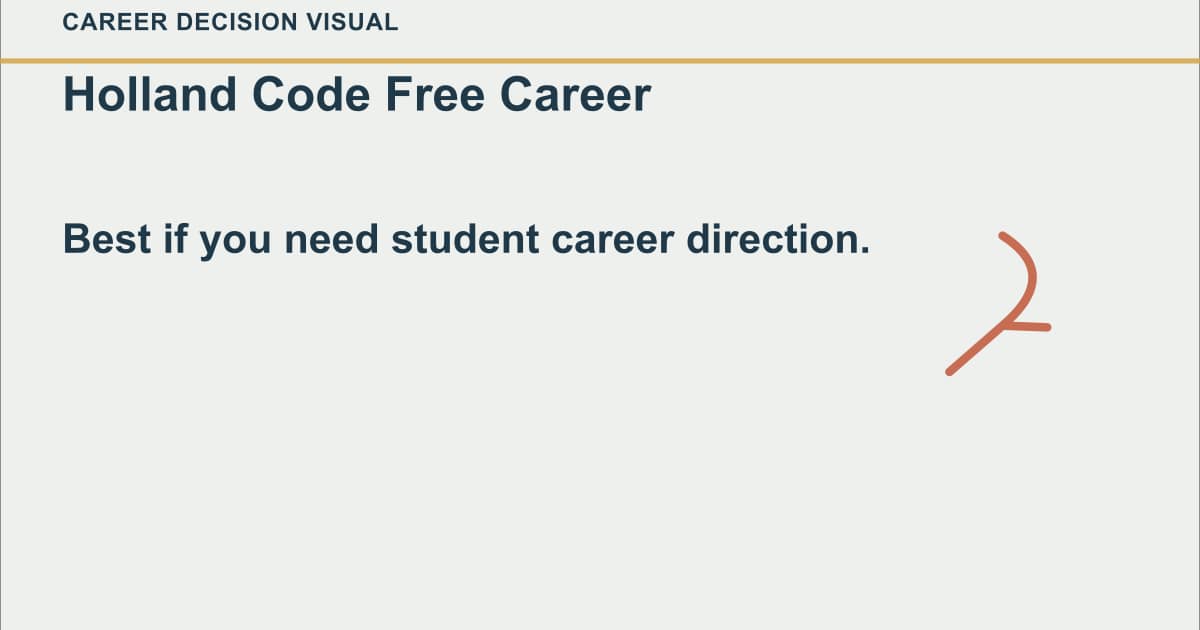 CAREER DECISION VISUAL
Holland Code Free Career
Best if you need student career direction.